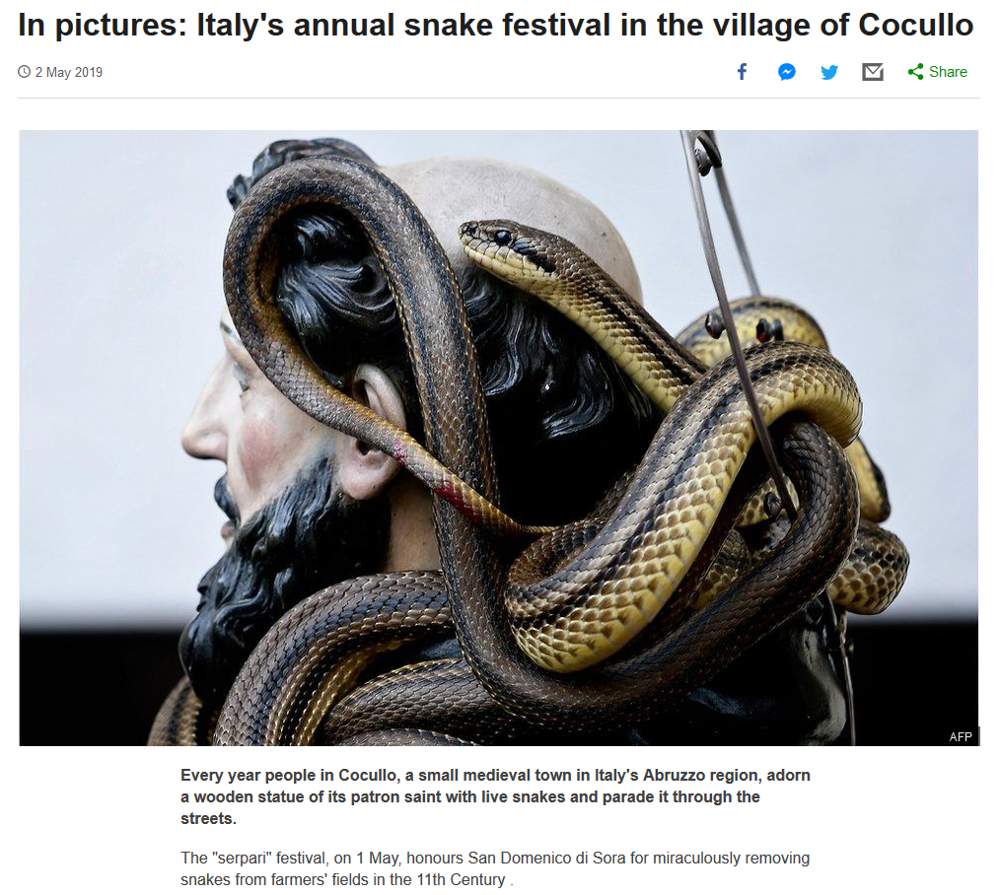 In pictures: Italy's annual snake festival in the village of Cocullo
2 May 2019
Share
AFP
Every year people in Cocullo, a small medieval town in Italy's Abruzzo region, adorn
a wooden statue of its patron saint with live snakes and parade it through the
streets.
The "serpari" festival, on 1 May, honours San Domenico di Sora for miraculously removing
snakes from farmers' fields in the 11th Century .